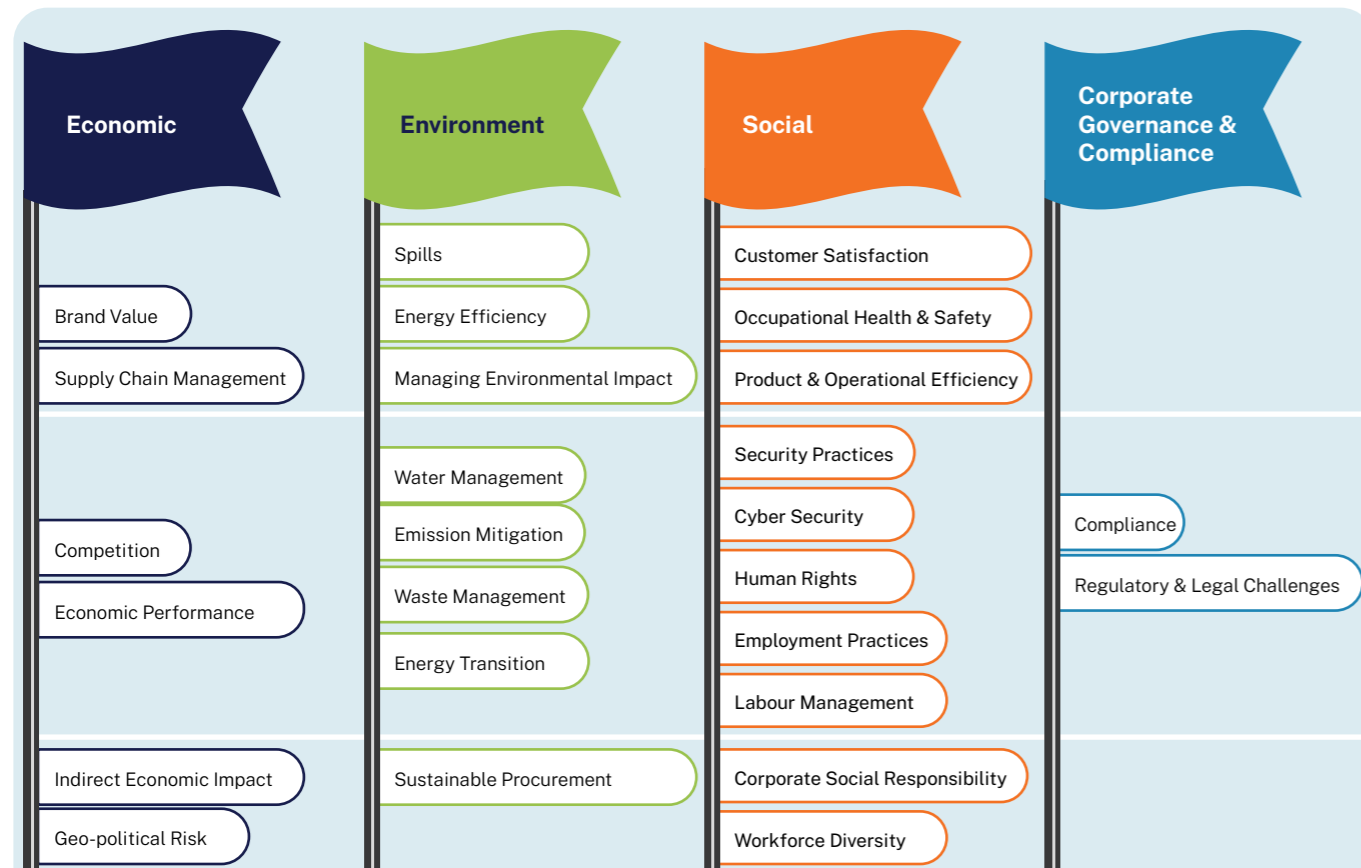 Economic
Environment
Social
Corporate
Governance &
Compliance
Brand Value
Supply Chain Management
Spills
Energy Efficiency
Managing Environmental Impact
Customer Satisfaction
Occupational Health & Safety
Product & Operational Efficiency
Competition
Economic Performance
Water Management
Emission Mitigation
Waste Management
Energy Transition
Security Practices
Cyber Security
Human Rights
Employment Practices
Labour Management
Compliance
Regulatory & Legal Challenges
Indirect Economic Impact
Geo-political Risk
Sustainable Procurement
Corporate Social Responsibility
Workforce Diversity